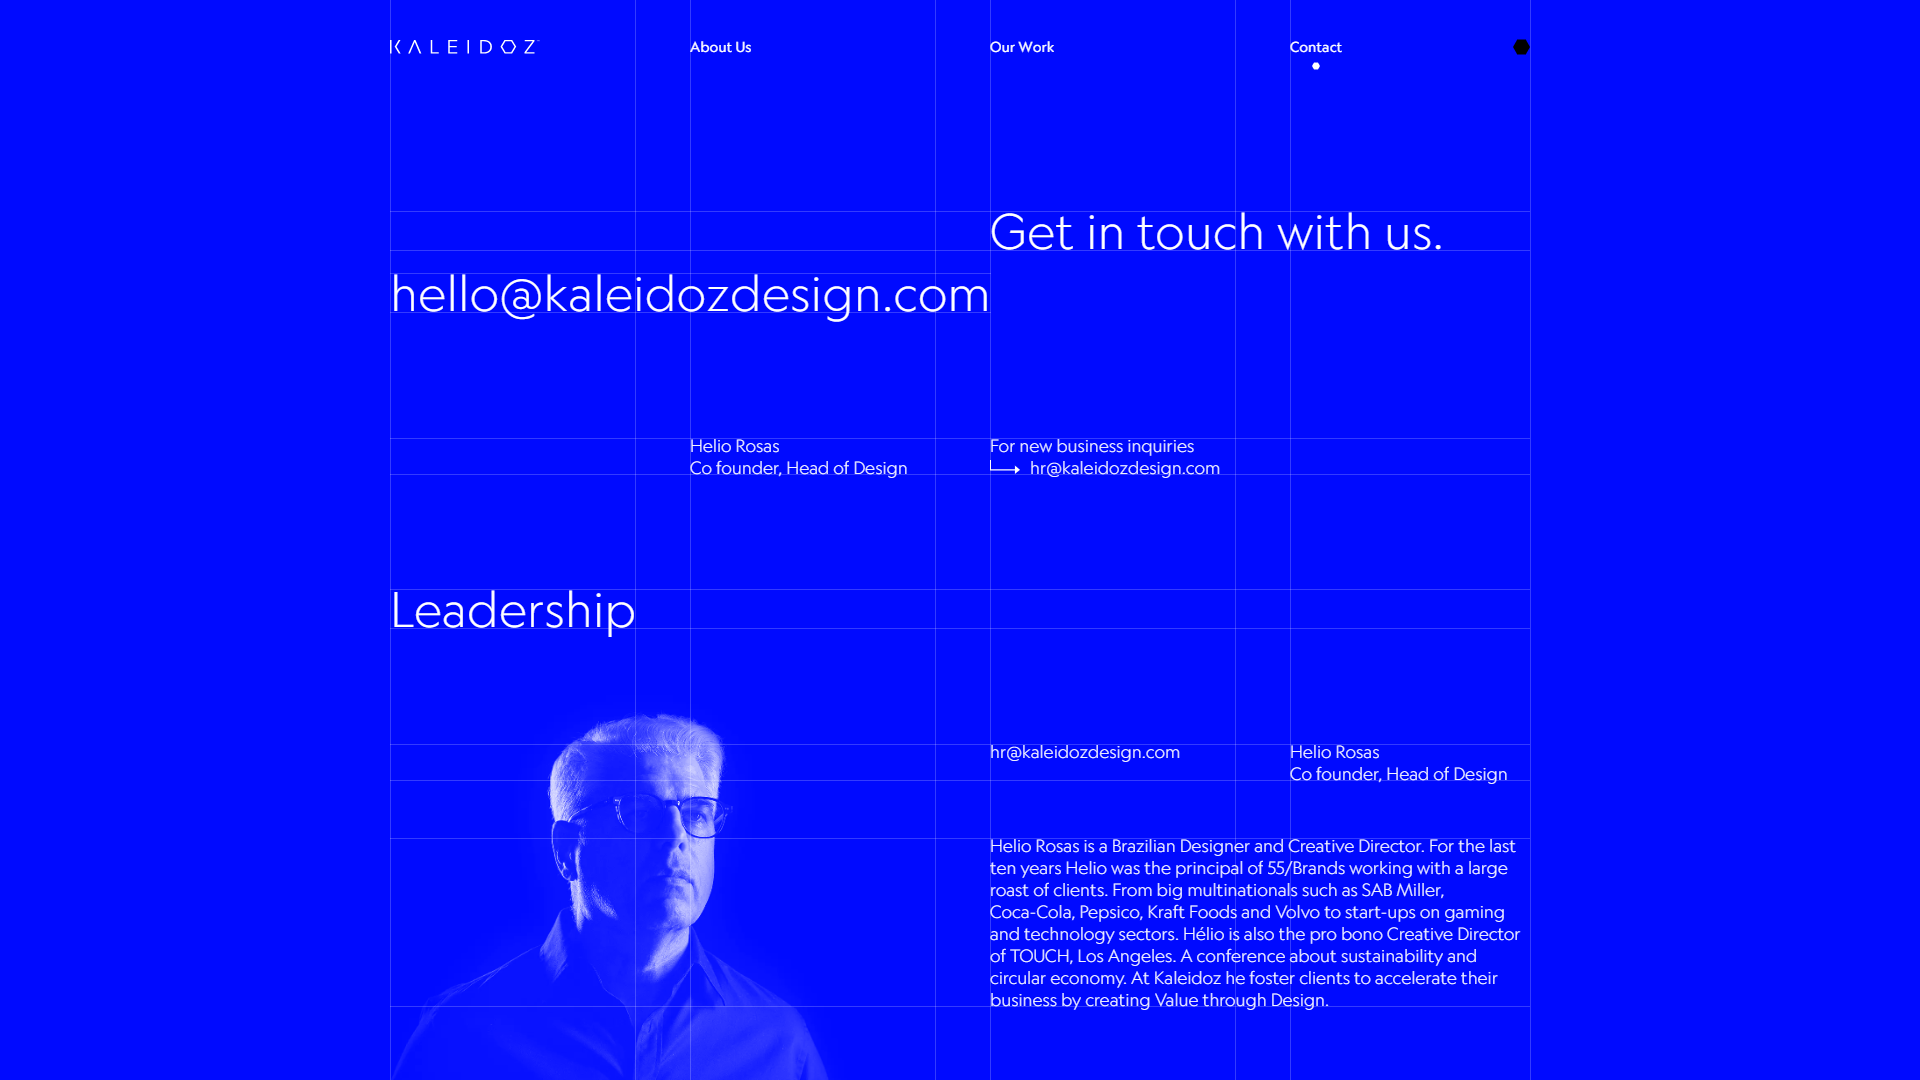 KALEIDOZ
About Us
Our Work
Contact
Get in touch with us.
hello@kaleidozdesign.com
Helio Rosas
Co founder, Head of Design
For new business inquiries
hr@kaleidozdesign.com
Leadership
hr@kaleidozdesign.com
Helio Rosas
Co founder, Head of Design
Helio Rosas is a Brazilian Designer and Creative Director. For the last
ten years Helio was the principal of 55/Brands working with a large
roast of clients. From big multinationals such as SAB Miller,
Coca-Cola, Pepsico, Kraft Foods and Volvo to start-ups on gaming
and technology sectors. Hélio is also the pro bono Creative Director
of TOUCH, Los Angeles. A conference about sustainability and
circular economy. At Kaleidoz he foster clients to accelerate their
business by creating Value through Design.